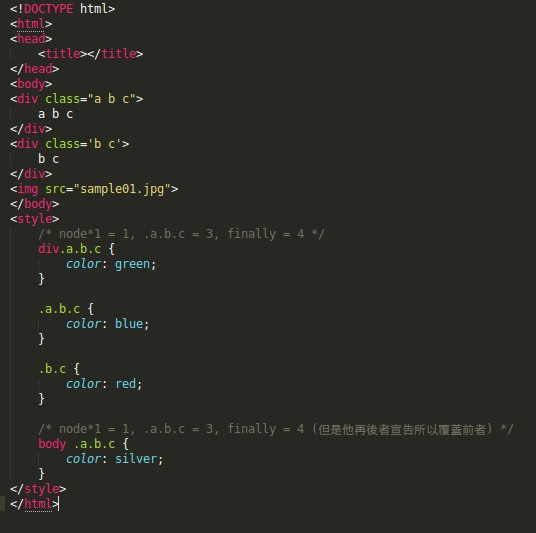 <!DOCTYPE html>
<html>
<head>
    <title></title>
</head>
<body>
<div class="a b c">
    a b c
</div>
<div class='b c'>
    b c
</div>
<img src="sample01.jpg">
</body>
<style>
    /* node*1 = 1, .a.b.c = 3, finally = 4 */
    div.a.b.c {
        color: green;
    }

    .a.b.c {
        color: blue;
    }

    .b.c {
        color: red;
    }

    /* node*1 = 1, .a.b.c = 3, finally = 4 (但是他再後者宣告所以覆蓋前者) */
    body .a.b.c {
        color: silver;
    }
</style>
</html>